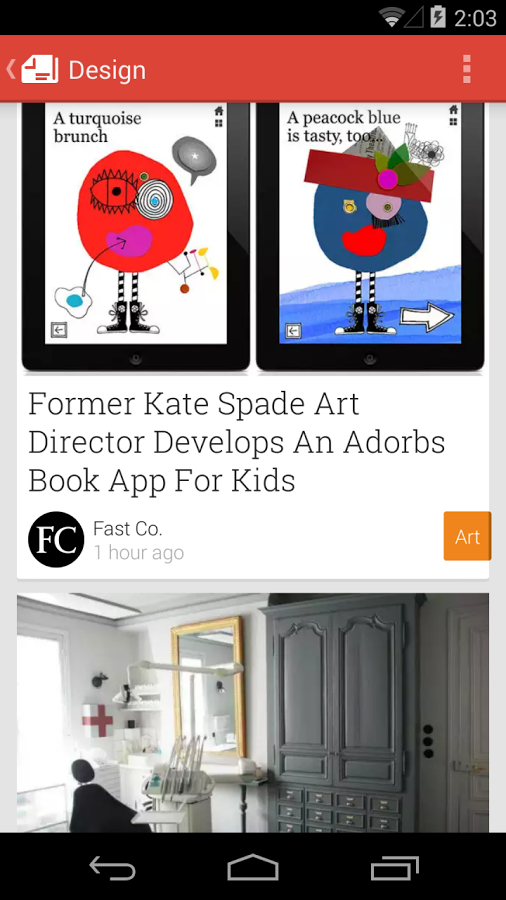 2:03
Design
A turquoise
brunch
A peacock blue
is tasty, too...
Former Kate Spade Art
Director Develops An Adorbs
Book App For Kids
FC
Fast Co.
1 hour ago
Art